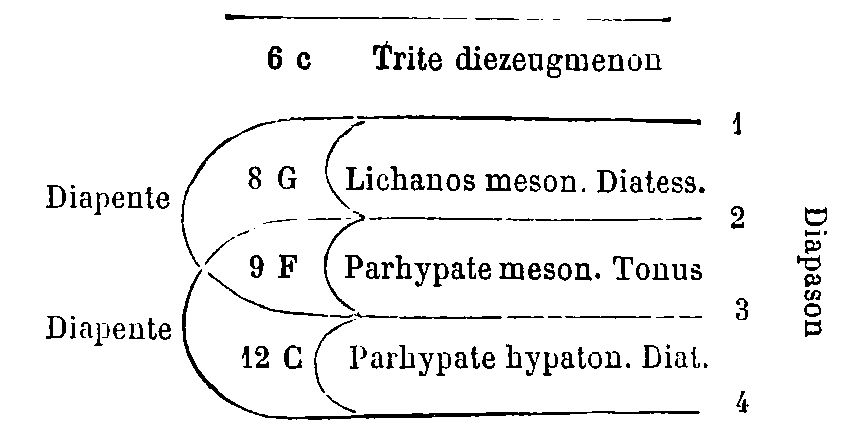 6 c Trite diezeugmenon
1
8 G Lichanos meson. Diatess.
Diapente
2
9 F Parhypate meson. Tonus
Diapason
3
Diapente
12 C Parhypate hypaton. Diat.
4